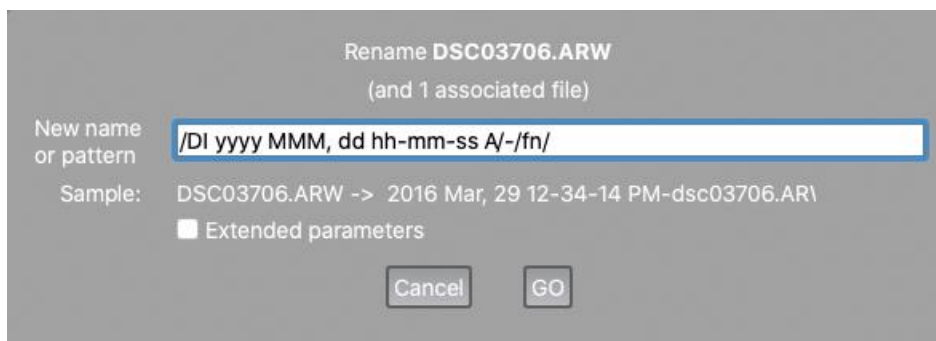 Rename DSC03706.ARW
(and 1 associated file)
New name
or pattern
/DI yyyy MMM, dd hh-mm-ss A/-/fn/
Sample:
DSC03706.ARW -> 2016 Mar, 29 12-34-14 PM-dsc03706.AR\
Extended parameters
Cancel
GO